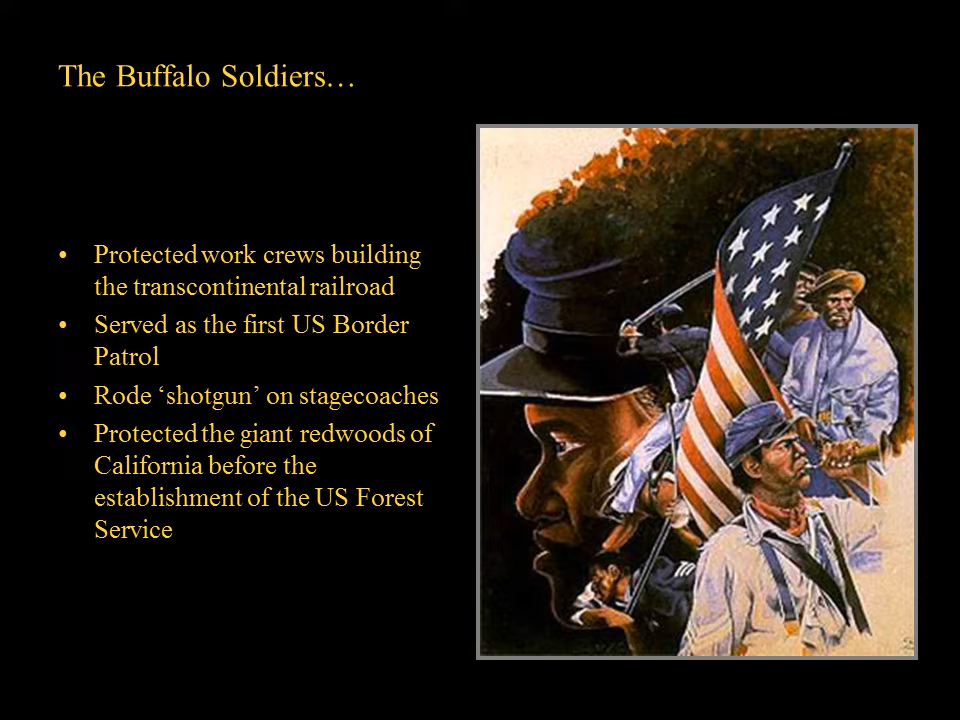 The Buffalo Soldiers…
• Protected work crews building
the transcontinental railroad
• Served as the first US Border
Patrol
• Rode ‘shotgun’ on stagecoaches
• Protected the giant redwoods of
California before the
establishment of the US Forest
Service